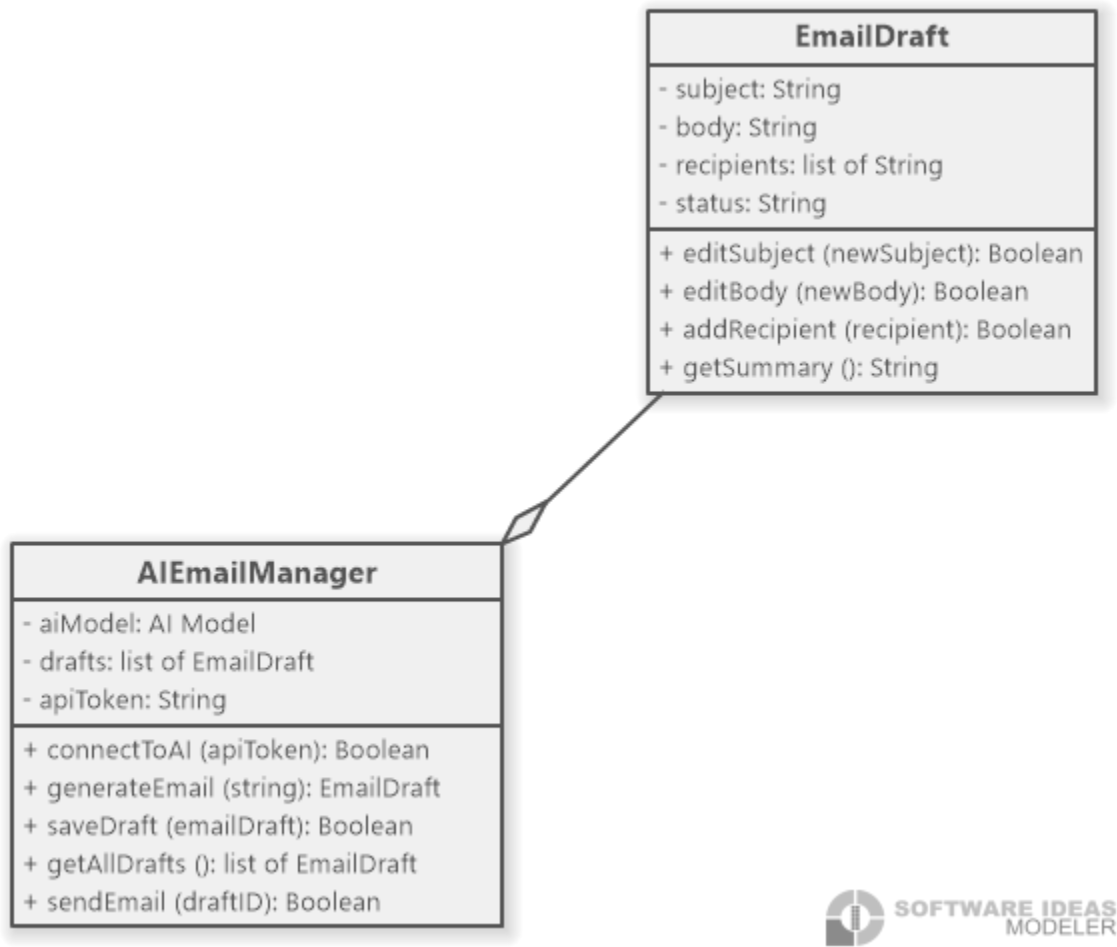 EmailDraft
- subject: String
- body: String
- recipients: list of String
- status: String
+ editSubject (newSubject): Boolean
+ editBody (newBody): Boolean
+ addRecipient (recipient): Boolean
+ getSummary (): String
AIEmailManager
- aiModel: AI Model
- drafts: list of EmailDraft
- apiToken: String
+ connectToAI (apiToken): Boolean
+ generateEmail (string): EmailDraft
+ saveDraft (emailDraft): Boolean
+ getAllDrafts (): list of EmailDraft
+ sendEmail (draftID): Boolean
SOFTWARE IDEAS
MODELER